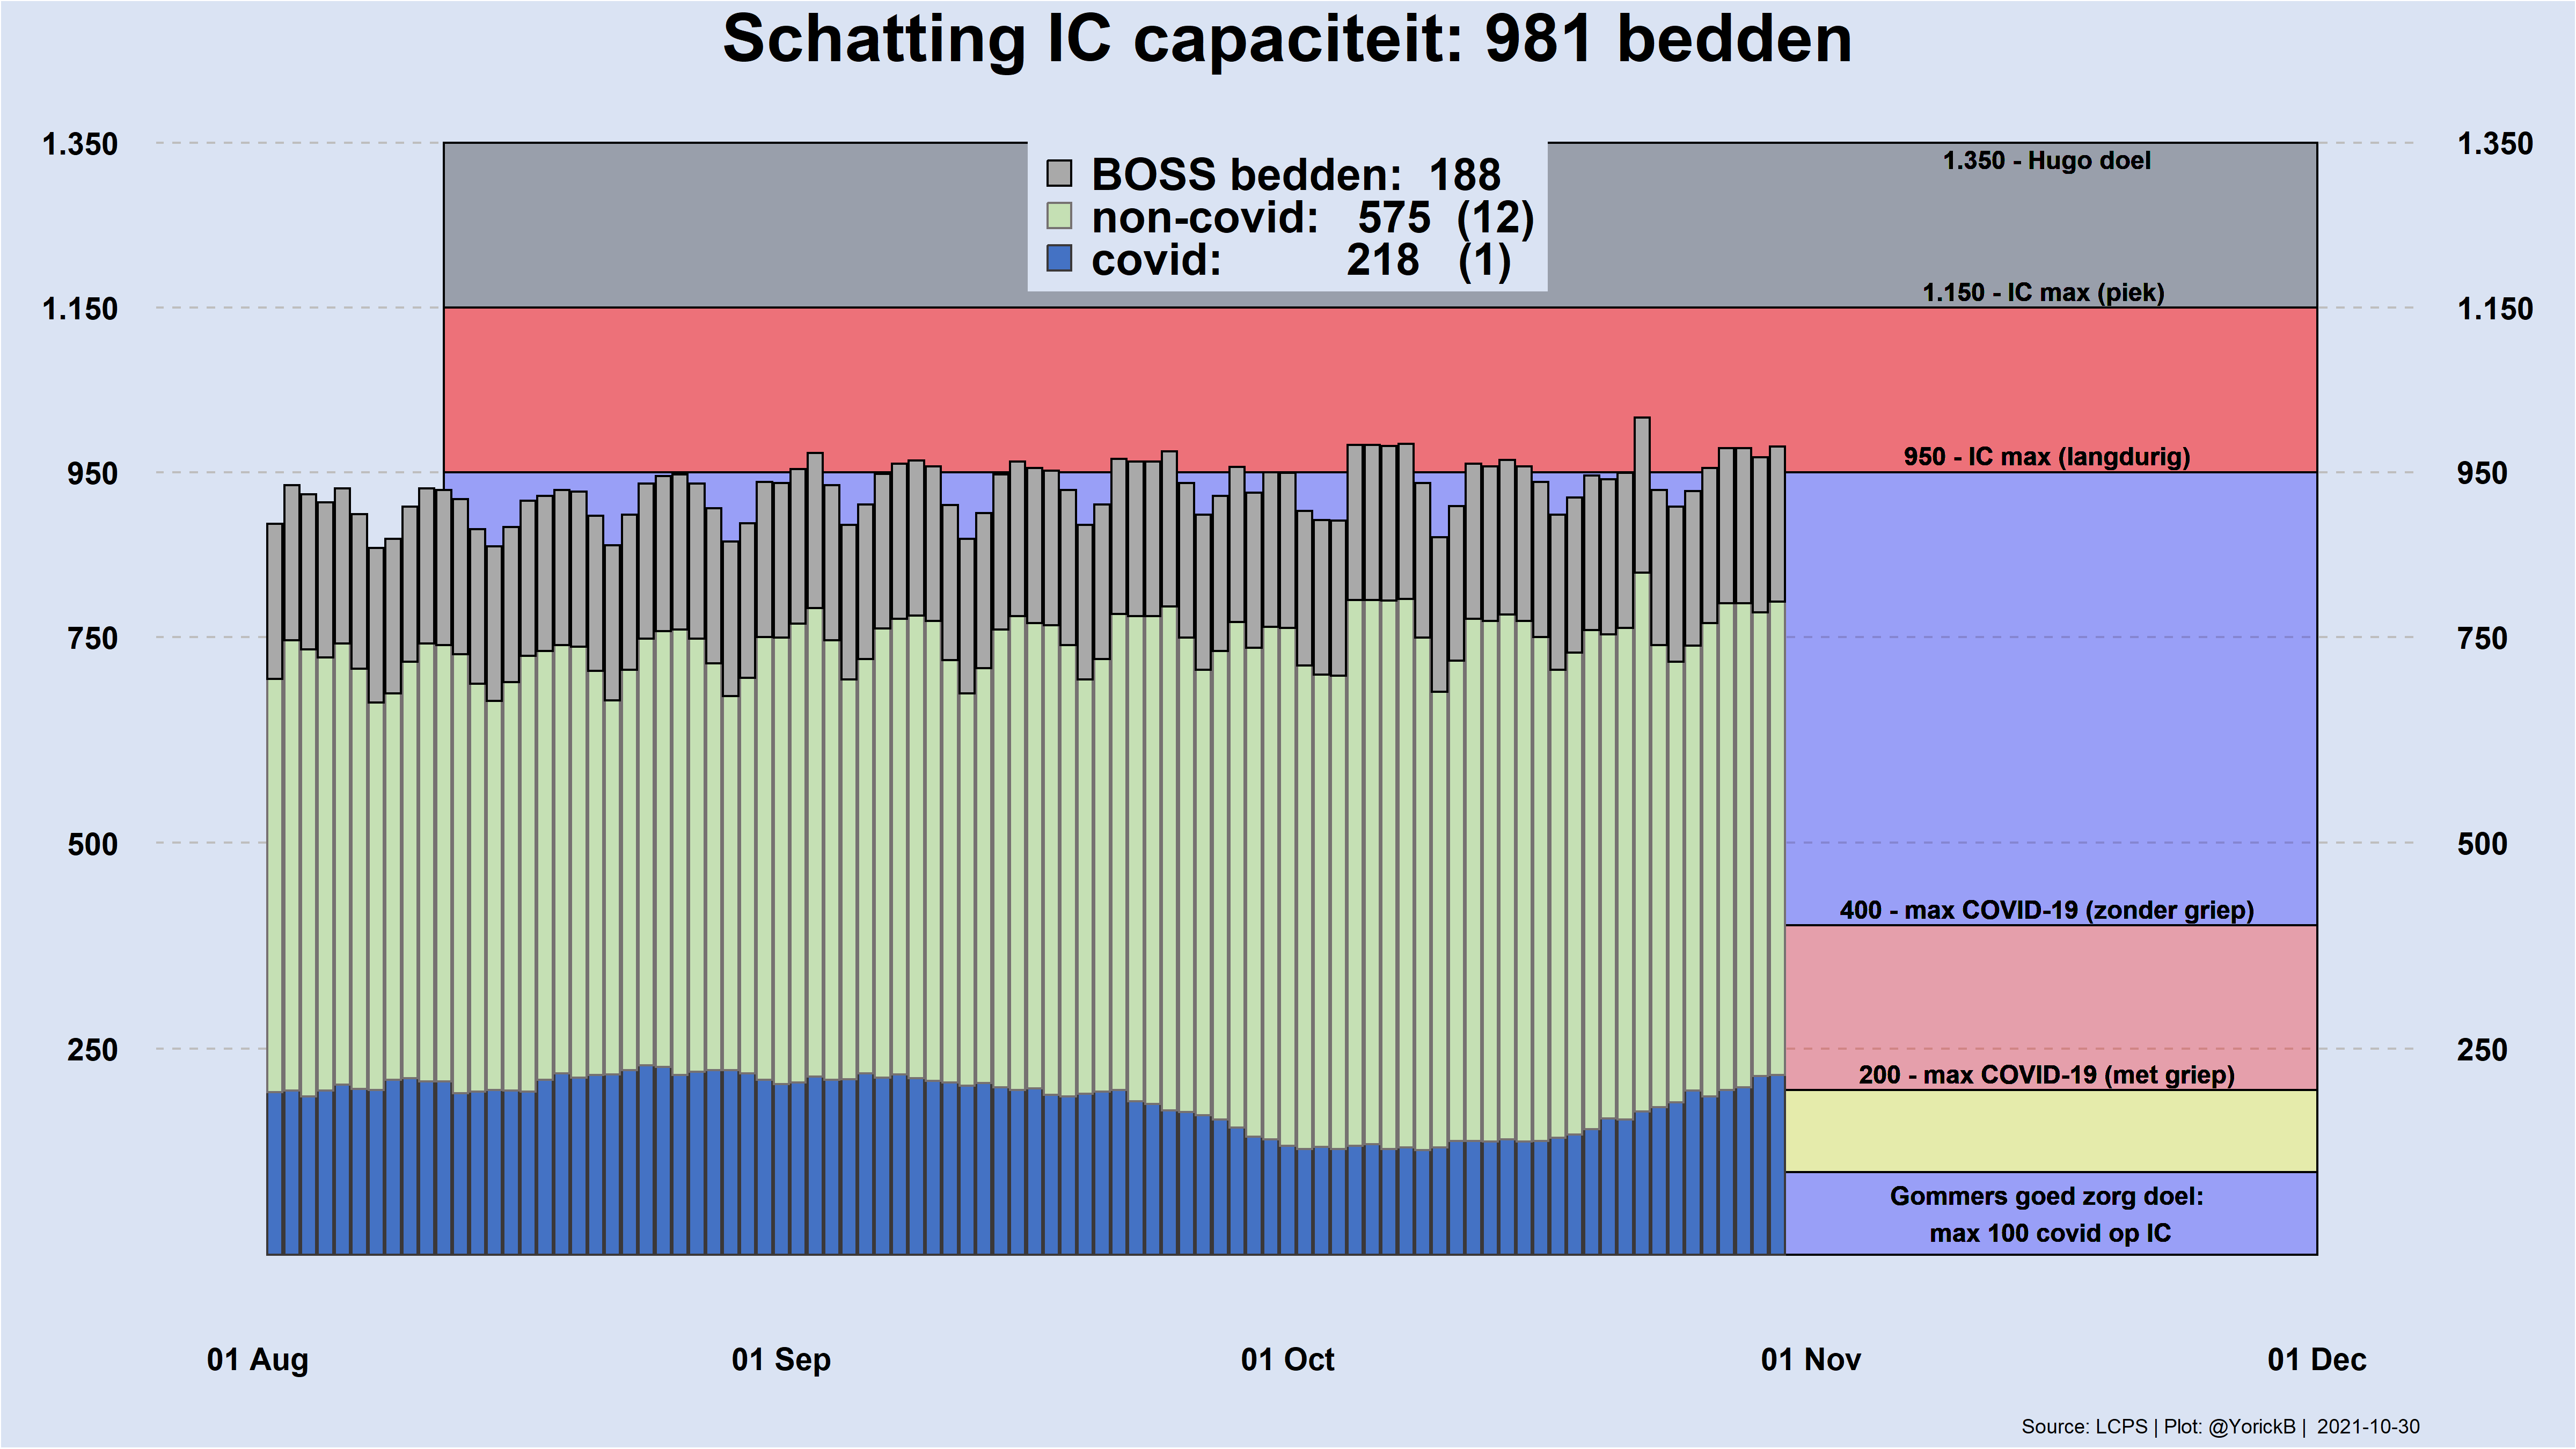 Schatting IC capaciteit: 981 bedden
1.350
1.150
950
750
500
250
BOSS bedden: 188
non-covid: 575 (12)
covid: 218 (1)
1.350 - Hugo doel
1.150 - IC max (piek)
950 - IC max (langdurig)
400 - max COVID-19 (zonder griep)
200 - max COVID-19 (met griep)
Gommers goed zorg doel:
max 100 covid op IC
1.350
1.150
950
750
500
250
01 Aug
01 Sep
01 Oct
01 Nov
01 Dec
Source: LCPS | Plot: @YorickB | 2021-10-30